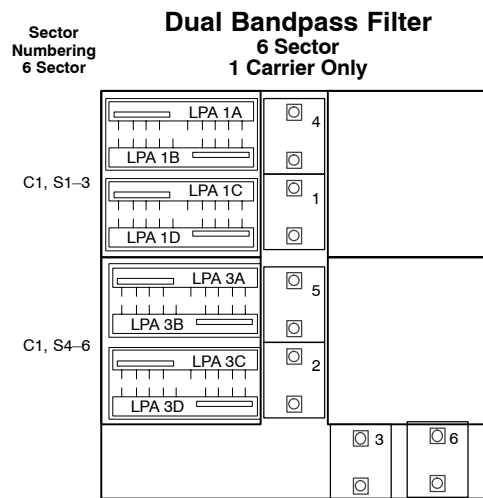 Dual Bandpass Filter
6 Sector
1 Carrier Only
Sector
Numbering
6 Sector
LPA 1A
4
LPA 1B
C1, S1–3
LPA 1C
1
LPA 1D
LPA 3A
5
LPA 3B
C1, S4–6
LPA 3C
2
LPA 3D
3
6